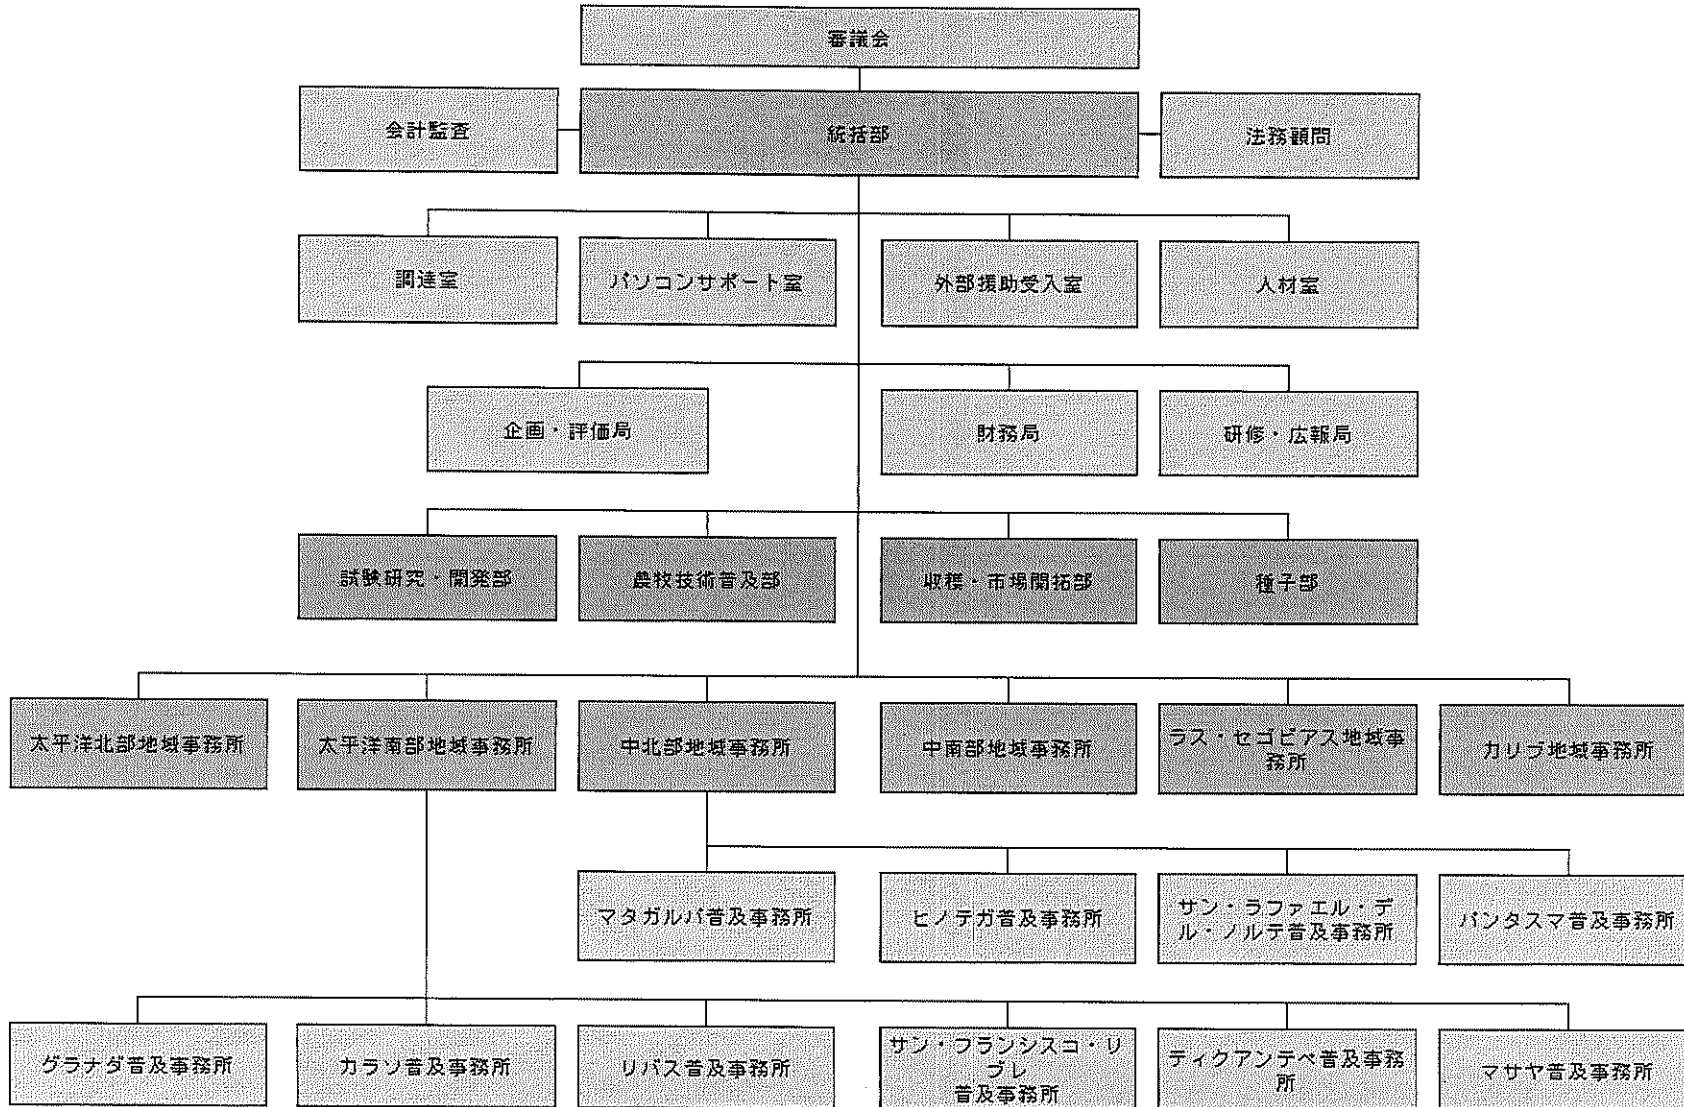 審議会
会計監査
統括部
法務顧問
調達室
パソコンサポート室
外部援助受入室
人材室
企画・評価局
財務局
研修・広報局
試験研究・開発部
農牧技術普及部
収穫・市場開拓部
種子部
太平洋北部地域事務所
太平洋南部地域事務所
中北部地域事務所
中南部地域事務所
ラス・セゴビアス地域事
務所
カリブ地域事務所
マタガルパ普及事務所
ヒノテガ普及事務所
サン・ラファエル・デ
ル・ノルテ普及事務所
パンタスマ普及事務所
グラナダ普及事務所
カラソ普及事務所
リバス普及事務所
サン・フランシスコ・リ
ブレ
普及事務所
ティクアンテペ普及事務
所
マサヤ普及事務所